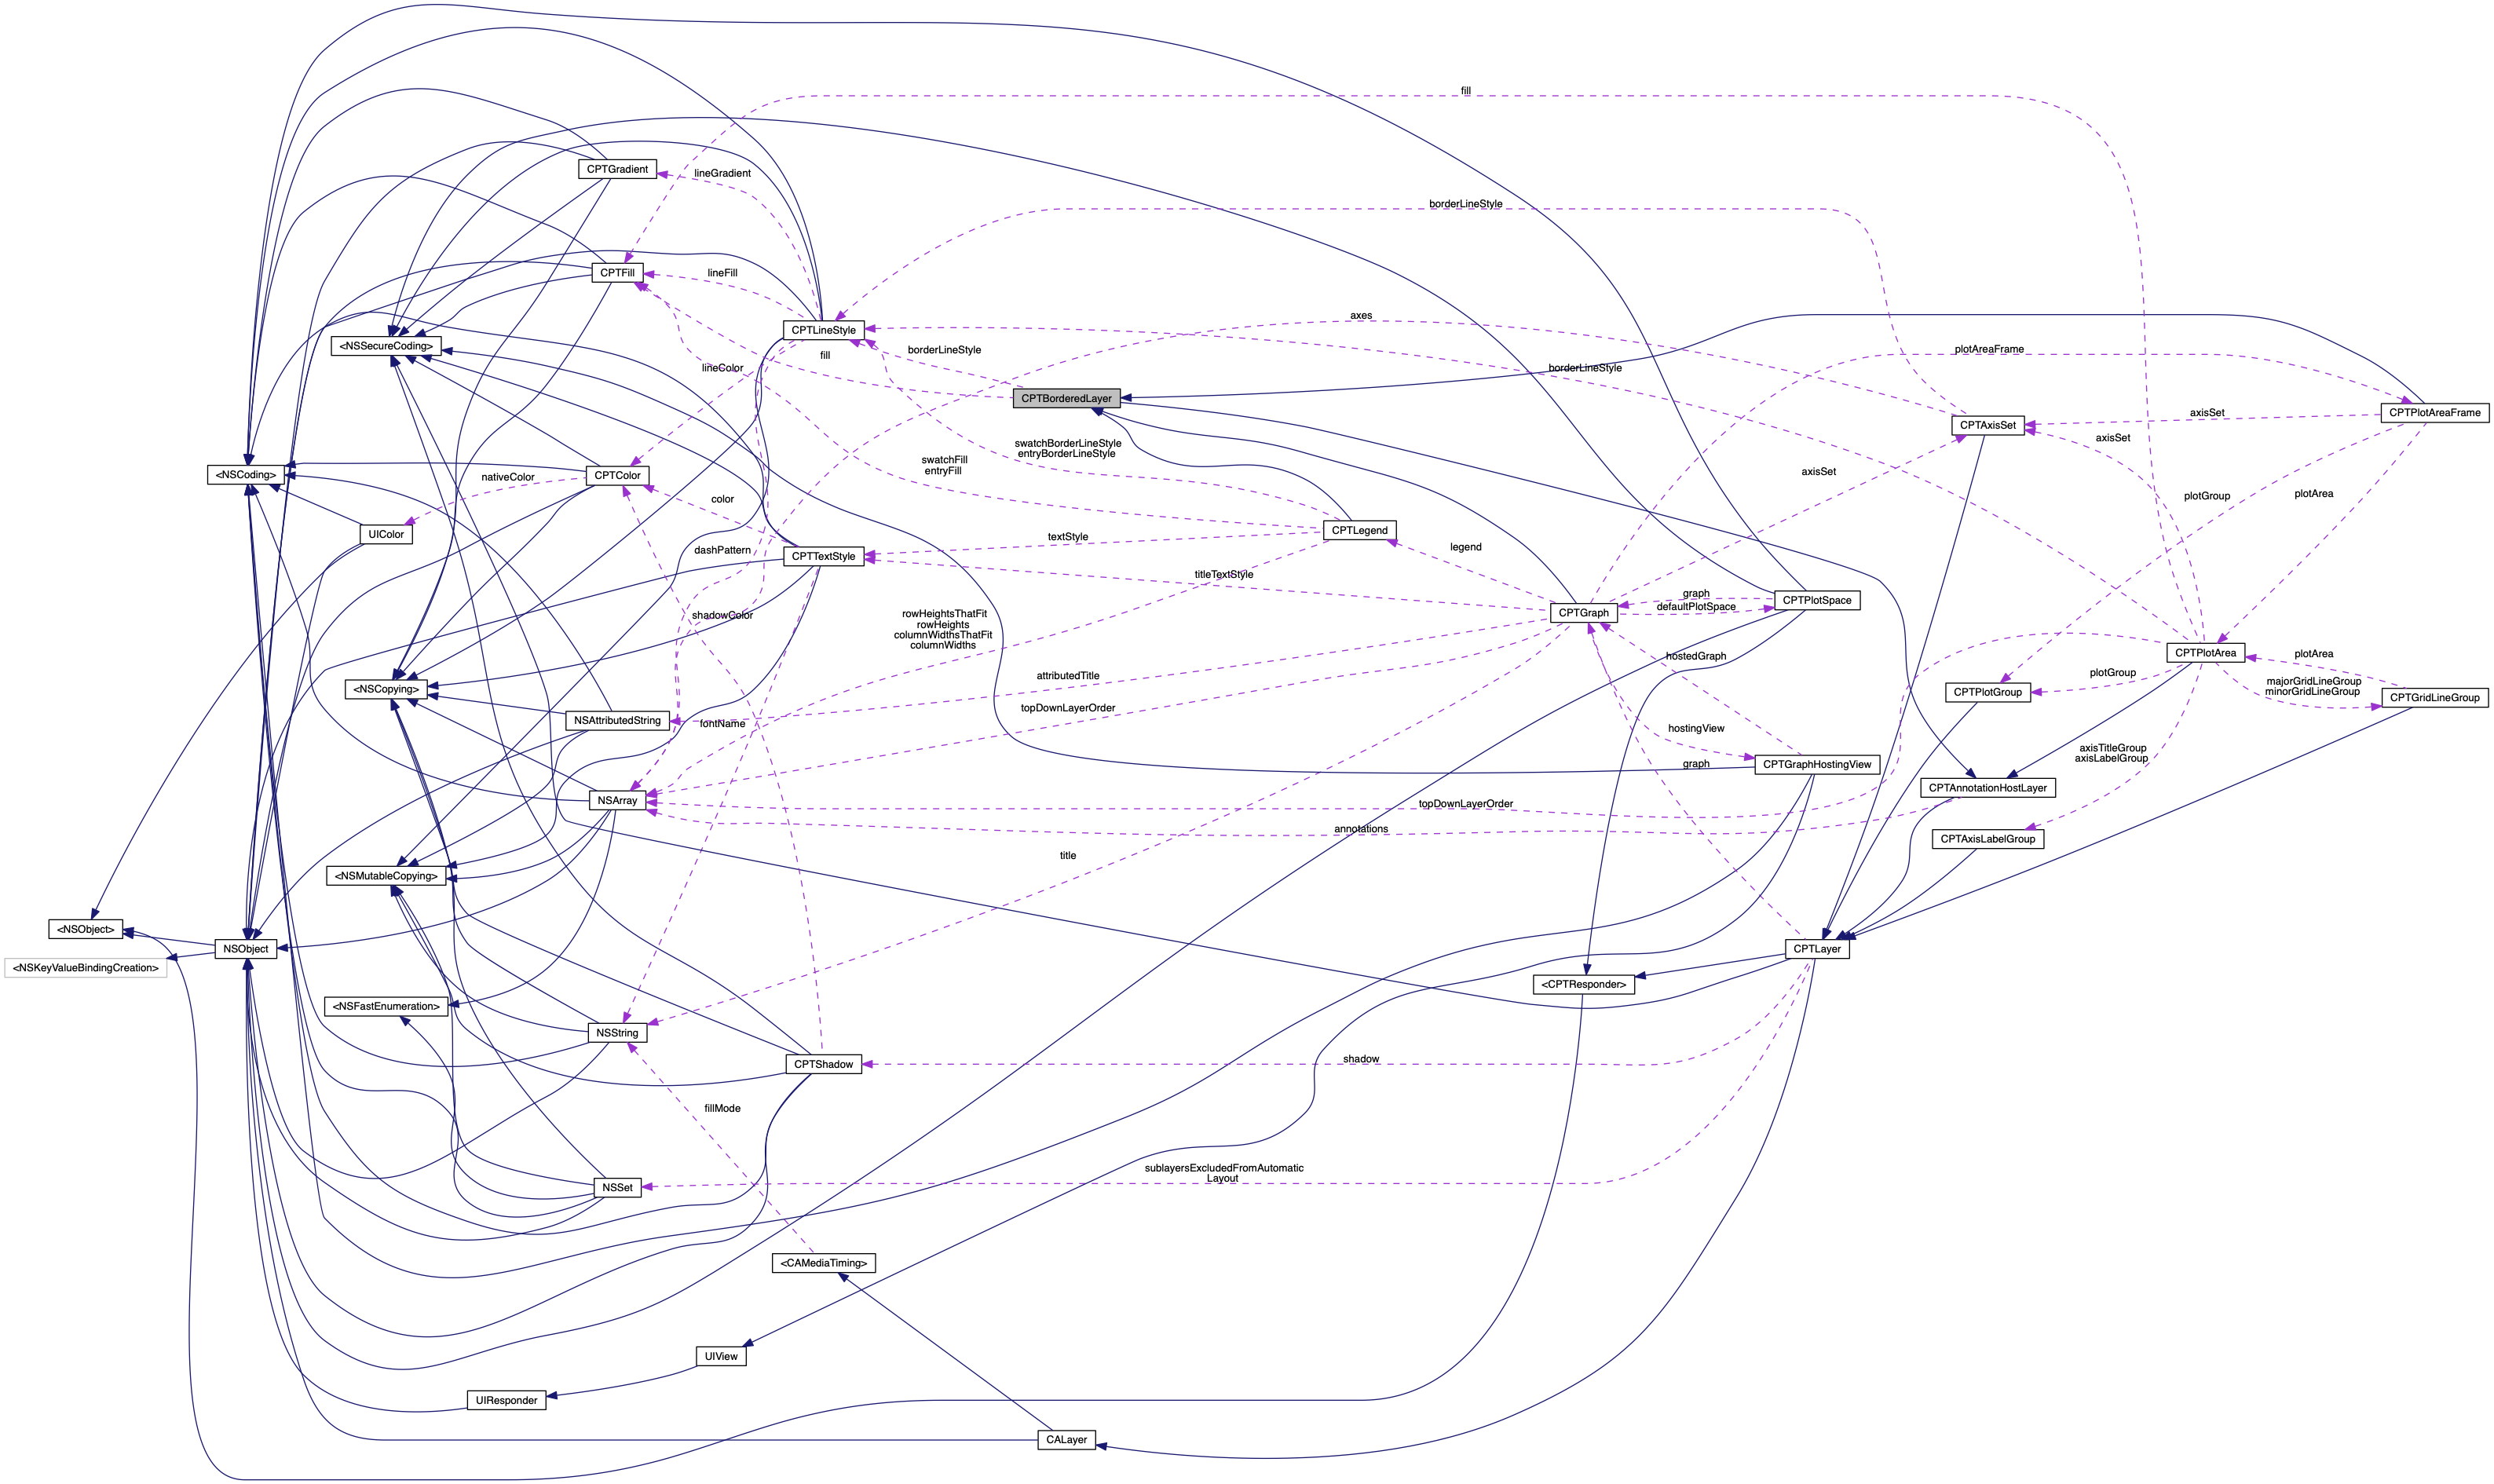 fill
CPTGradient
lineGradient
borderLineStyle
CPTFill
lineFill
axes
CPTLineStyle
<NSSecureCoding>
borderLineStyle
plotAreaFrame
fill
lineColor
borderLineStyle
CPTBorderedLayer
axisSet
CPTPlotAreaFrame
CPTAxisSet
axisSet
swatchBorderLineStyle
entryBorderLineStyle
swatchFill
entryFill
axisSet
<NSCoding>
CPTColor
nativeColor
color
plotGroup
plotArea
UIColor
CPTLegend
textStyle
legend
dashPattern
CPTTextStyle
titleTextStyle
graph
defaultPlotSpace
CPTPlotSpace
CPTGraph
shadowColor
rowHeightsThatFit
rowHeights
columnWidthsThatFit
columnWidths
hostedGraph
CPTPlotArea
plotArea
attributedTitle
plotGroup
majorGridLineGroup
minorGridLineGroup
<NSCopying>
CPTPlotGroup
CPTGridLineGroup
topDownLayerOrder
NSAttributedString
fontName
hostingView
axisTitleGroup
axisLabelGroup
graph
CPTGraphHostingView
CPTAnnotationHostLayer
NSArray
topDownLayerOrder
annotations
CPTAxisLabelGroup
title
<NSMutableCopying>
<NSObject>
NSObject
CPTLayer
<NSKeyValueBindingCreation>
<CPTResponder>
<NSFastEnumeration>
NSString
shadow
CPTShadow
fillMode
sublayersExcludedFromAutomatic
Layout
NSSet
<CAMediaTiming>
UIView
UIResponder
CALayer